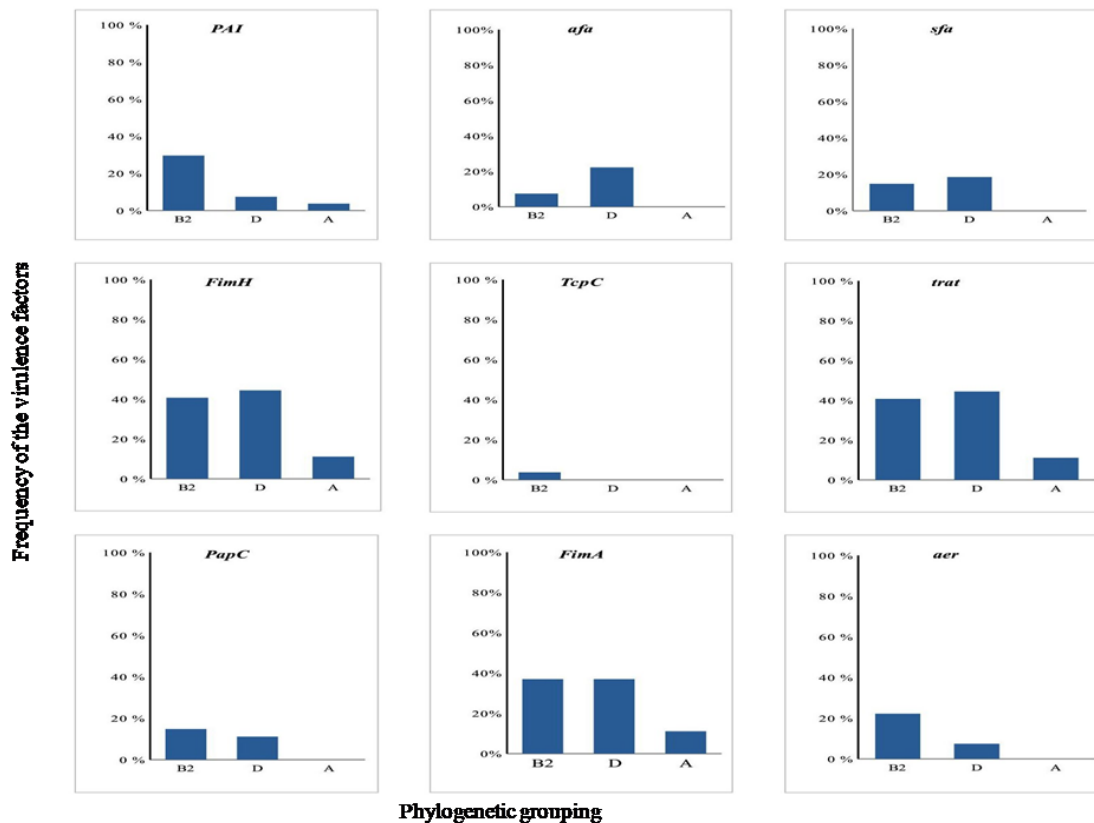 PAI
100 %
80 %
60 %
40 %
20 %
0 %
B2 D A
afa
100%
80%
60%
40%
20%
0%
B2 D A
sfa
100%
80%
60%
40%
20%
0%
B2 D A
Frequency of the virulence factors
FimH
100 %
80 %
60 %
40 %
20 %
0 %
B2 D A
TcpC
100 %
80 %
60 %
40 %
20 %
0 %
B2 D A
trat
100 %
80 %
60 %
40 %
20 %
0 %
B2 D A
PapC
100 %
80 %
60 %
40 %
20 %
0 %
B2 D A
FimA
100%
80%
60%
40%
20%
0%
B2 D A
aer
100 %
80 %
60 %
40 %
20 %
0 %
B2 D A
Phylogenetic grouping